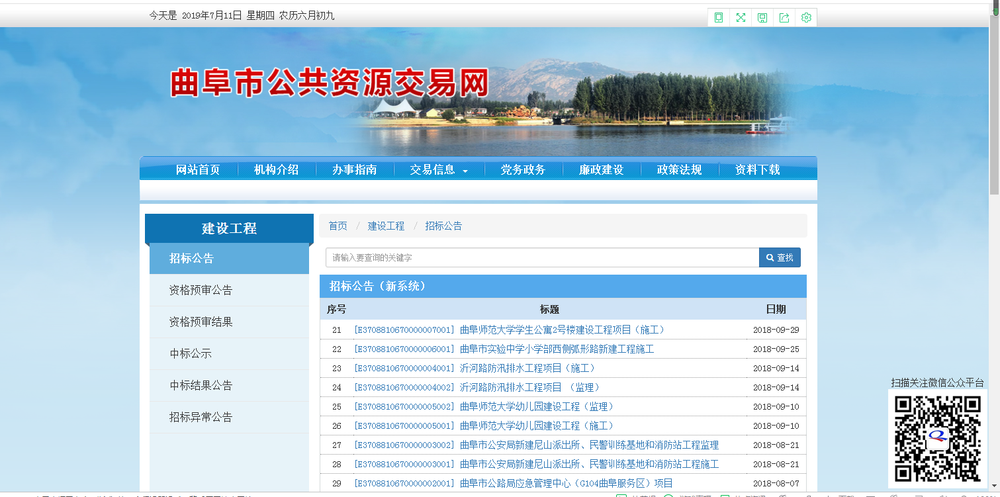 今天是 2019年7月11日 星期四 农历六月初九
曲阜市公共资源交易网
网站首页 机构介绍 办事指南 交易信息 党务政务 廉政建设 政策法规 资料下载
建设工程
招标公告
资格预审公告
资格预审结果
中标公示
中标结果公告
招标异常公告
首页 / 建设工程 / 招标公告
请输入要查询的关键字 查找
招标公告（新系统）
序号 标题 日期
21 [E3708810670000007001] 曲阜师范大学学生公寓2号楼建设工程项目（施工） 2018-09-29
22 [E3708810670000006001] 曲阜市实验中学小学部西侧弧形路新建工程施工 2018-09-25
23 [E3708810670000004001] 沂河路防汛排水工程项目（施工） 2018-09-14
24 [E3708810670000004002] 沂河路防汛排水工程项目 （监理） 2018-09-14
25 [E3708810670000005002] 曲阜师范大学幼儿园建设工程（监理） 2018-09-10
26 [E3708810670000005001] 曲阜师范大学幼儿园建设工程（施工） 2018-09-10
27 [E3708810670000003002] 曲阜市公安局新建尼山派出所、民警训练基地和消防站工程监理 2018-08-21
28 [E3708810670000003001] 曲阜市公安局新建尼山派出所、民警训练基地和消防站工程施工 2018-08-21
29 [E3708810670000002001] 曲阜市公路局应急管理中心（G104曲阜服务区）项目 2018-08-07
扫描关注微信公众平台